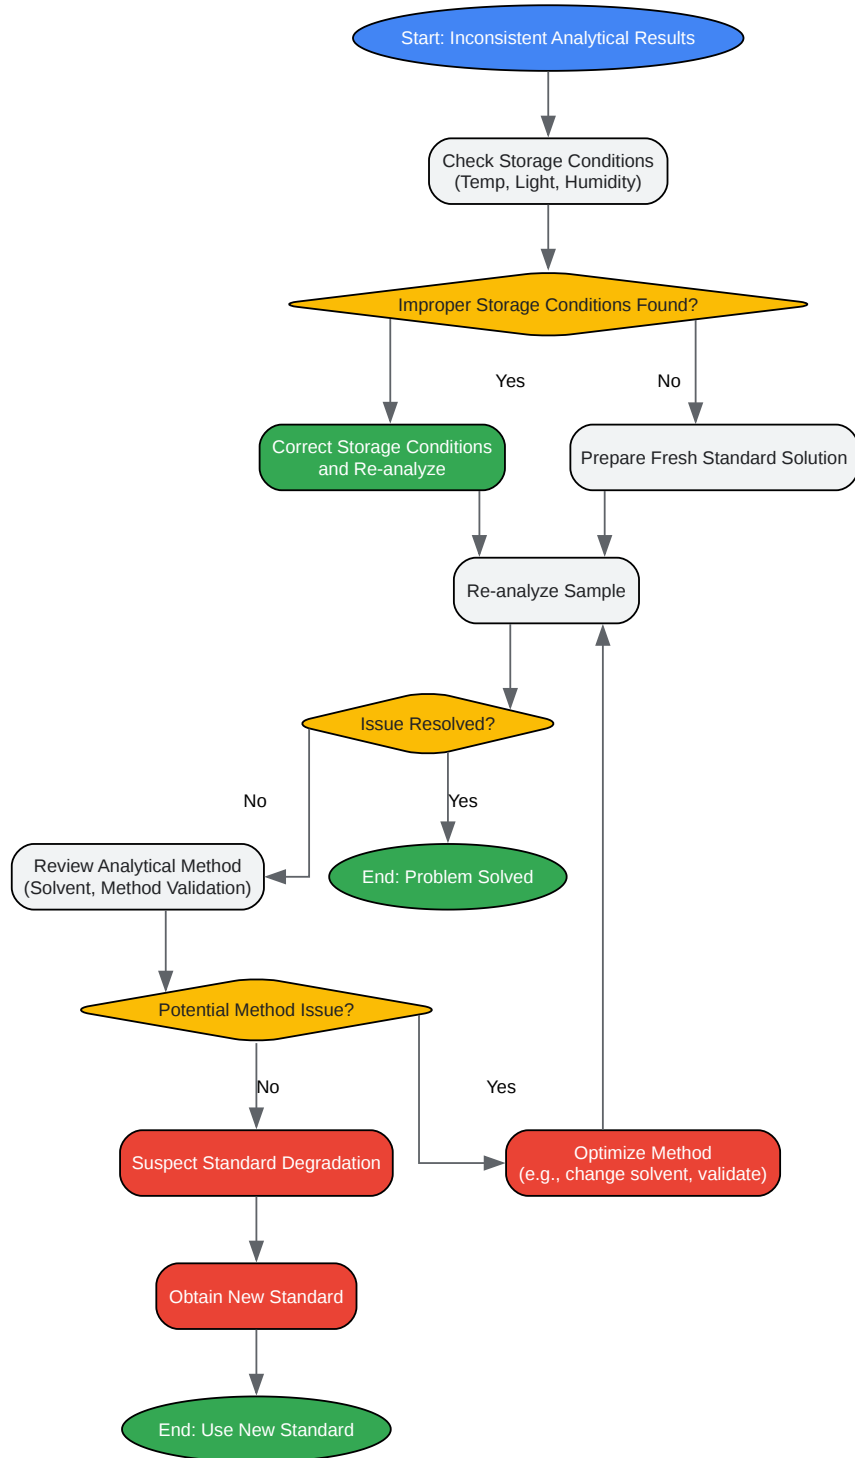 Start: Inconsistent Analytical Results
Check Storage Conditions
(Temp, Light, Humidity)
Improper Storage Conditions Found?
Yes
No
Correct Storage Conditions
and Re-analyze
Prepare Fresh Standard Solution
Re-analyze Sample
Issue Resolved?
No
Yes
Review Analytical Method
(Solvent, Method Validation)
End: Problem Solved
Potential Method Issue?
No
Yes
Suspect Standard Degradation
Optimize Method
(e.g., change solvent, validate)
Obtain New Standard
End: Use New Standard